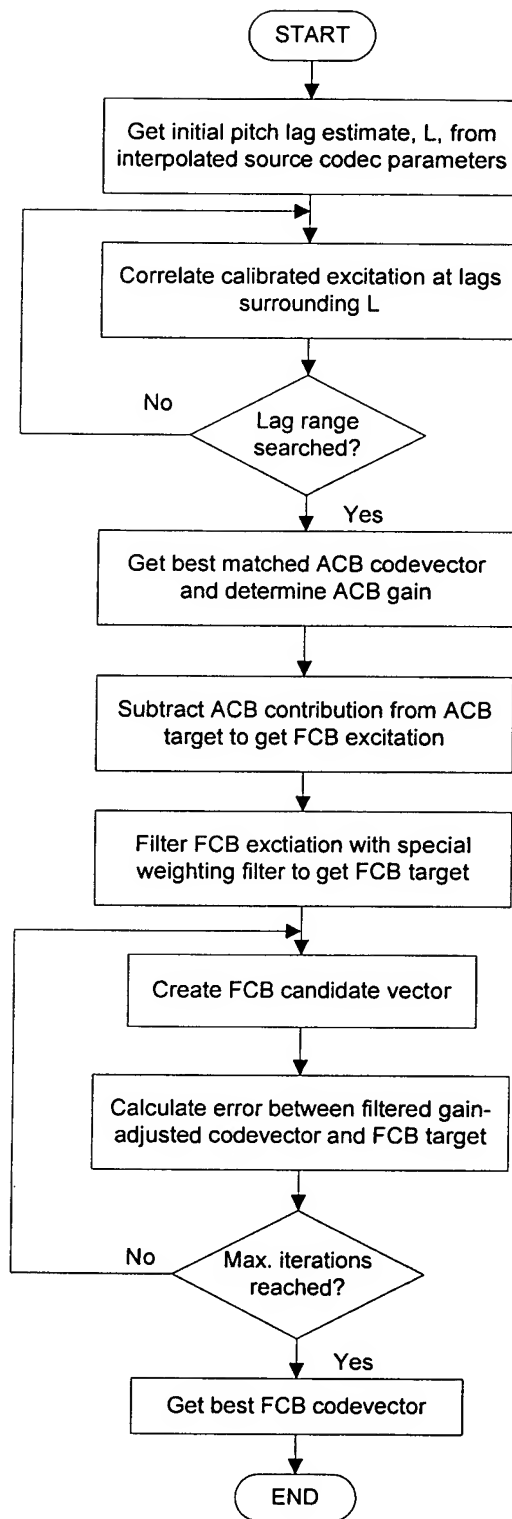 START
Get initial pitch lag estimate, L, from
interpolated source codec parameters
Correlate calibrated excitation at lags
surrounding L
No
Lag range
searched?
Yes
Get best matched ACB codevector
and determine ACB gain
Subtract ACB contribution from ACB
target to get FCB excitation
Filter FCB exctiation with special
weighting filter to get FCB target
Create FCB candidate vector
Calculate error between filtered gain-
adjusted codevector and FCB target
No
Max. iterations
reached?
Yes
Get best FCB codevector
END